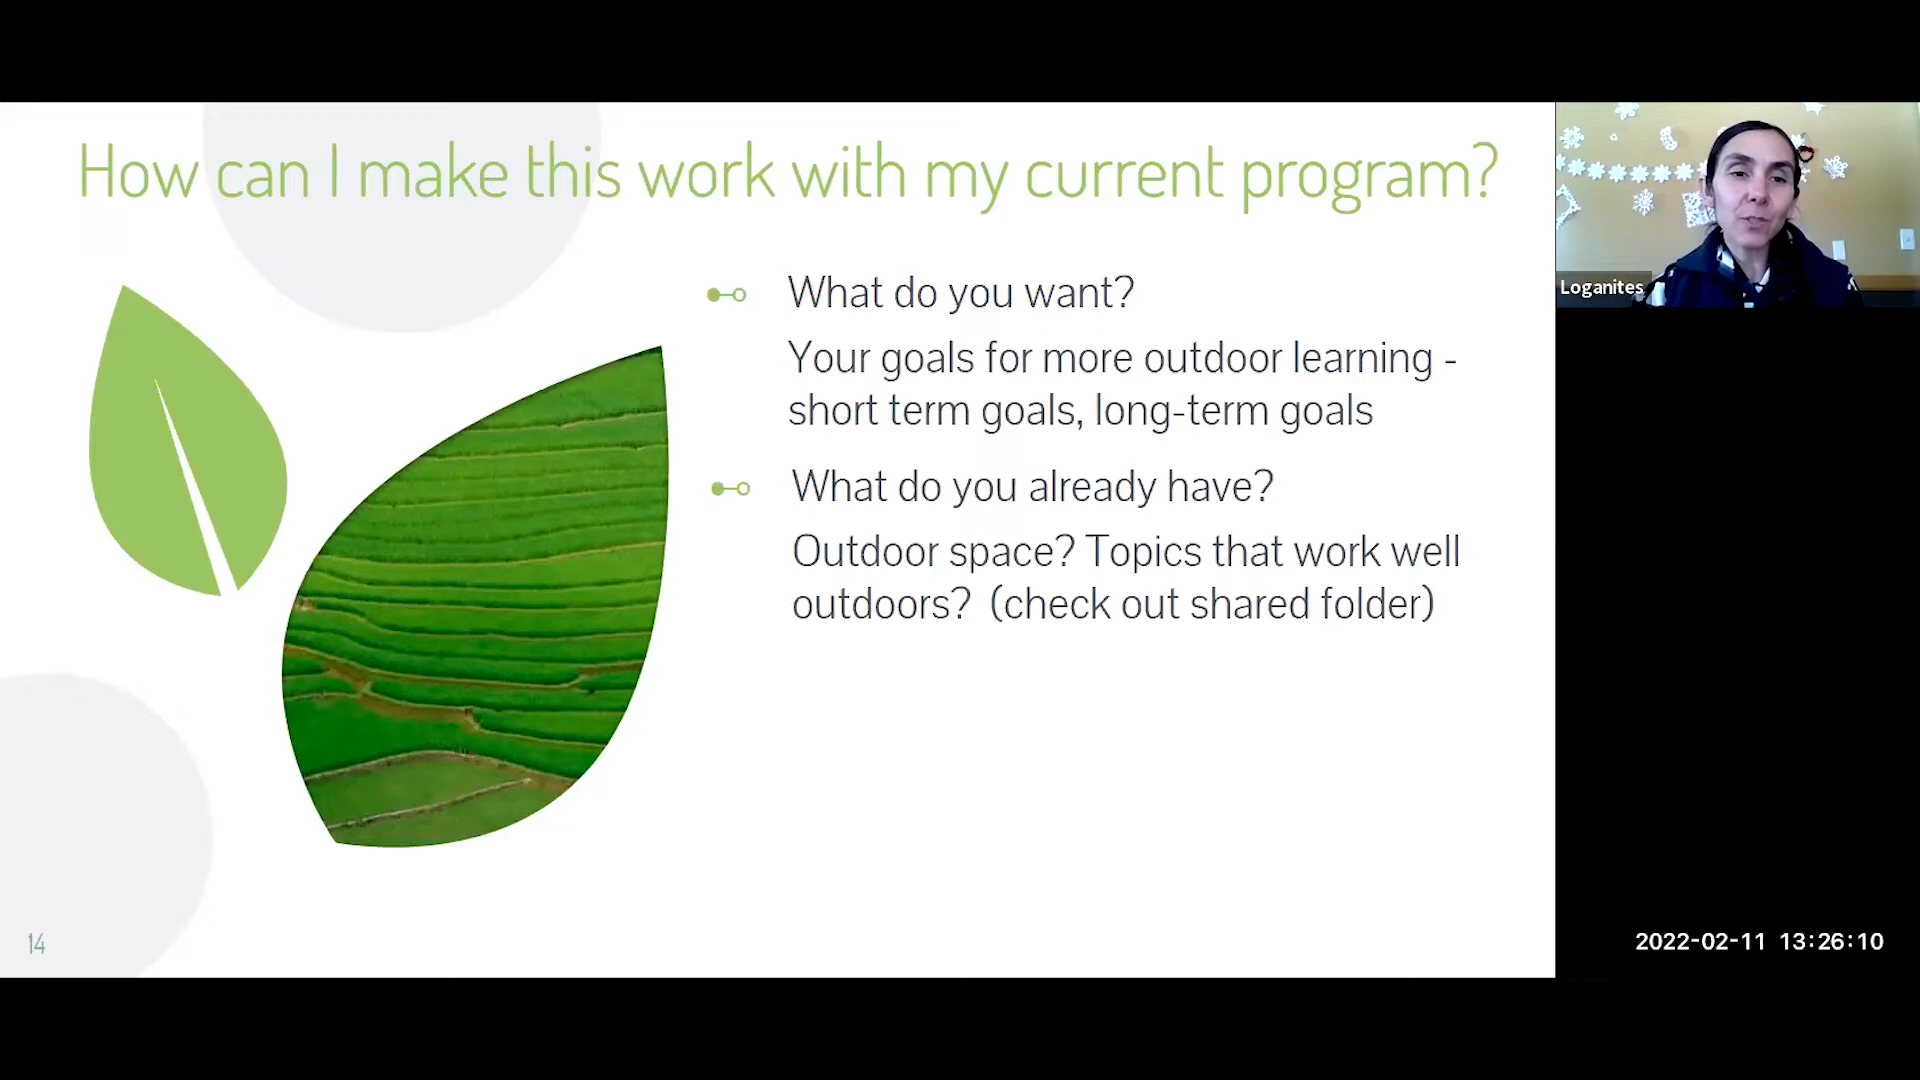 How can I make this work with my current program?
What do you want?
Your goals for more outdoor learning -
short term goals, long-term goals
What do you already have?
Outdoor space? Topics that work well
outdoors? (check out shared folder)
14
Loganites
2022-02-11 13:26:10